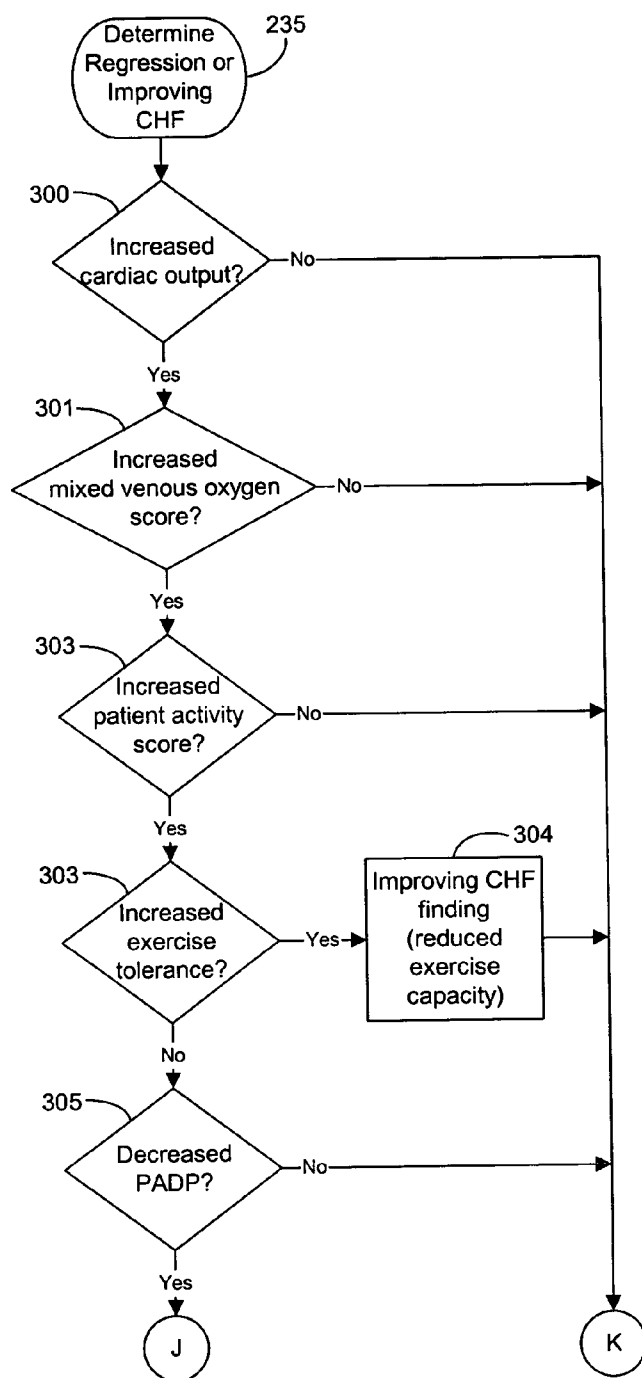 Determine
Regression or
Improving
CHF
235
300
Increased
cardiac output?
No
Yes
301
Increased
mixed venous oxygen
score?
No
Yes
303
Increased
patient activity
score?
No
Yes
303
Increased
exercise
tolerance?
Yes
304
Improving CHF
finding
(reduced
exercise
capacity)
No
305
Decreased
PADP?
No
Yes
J
K